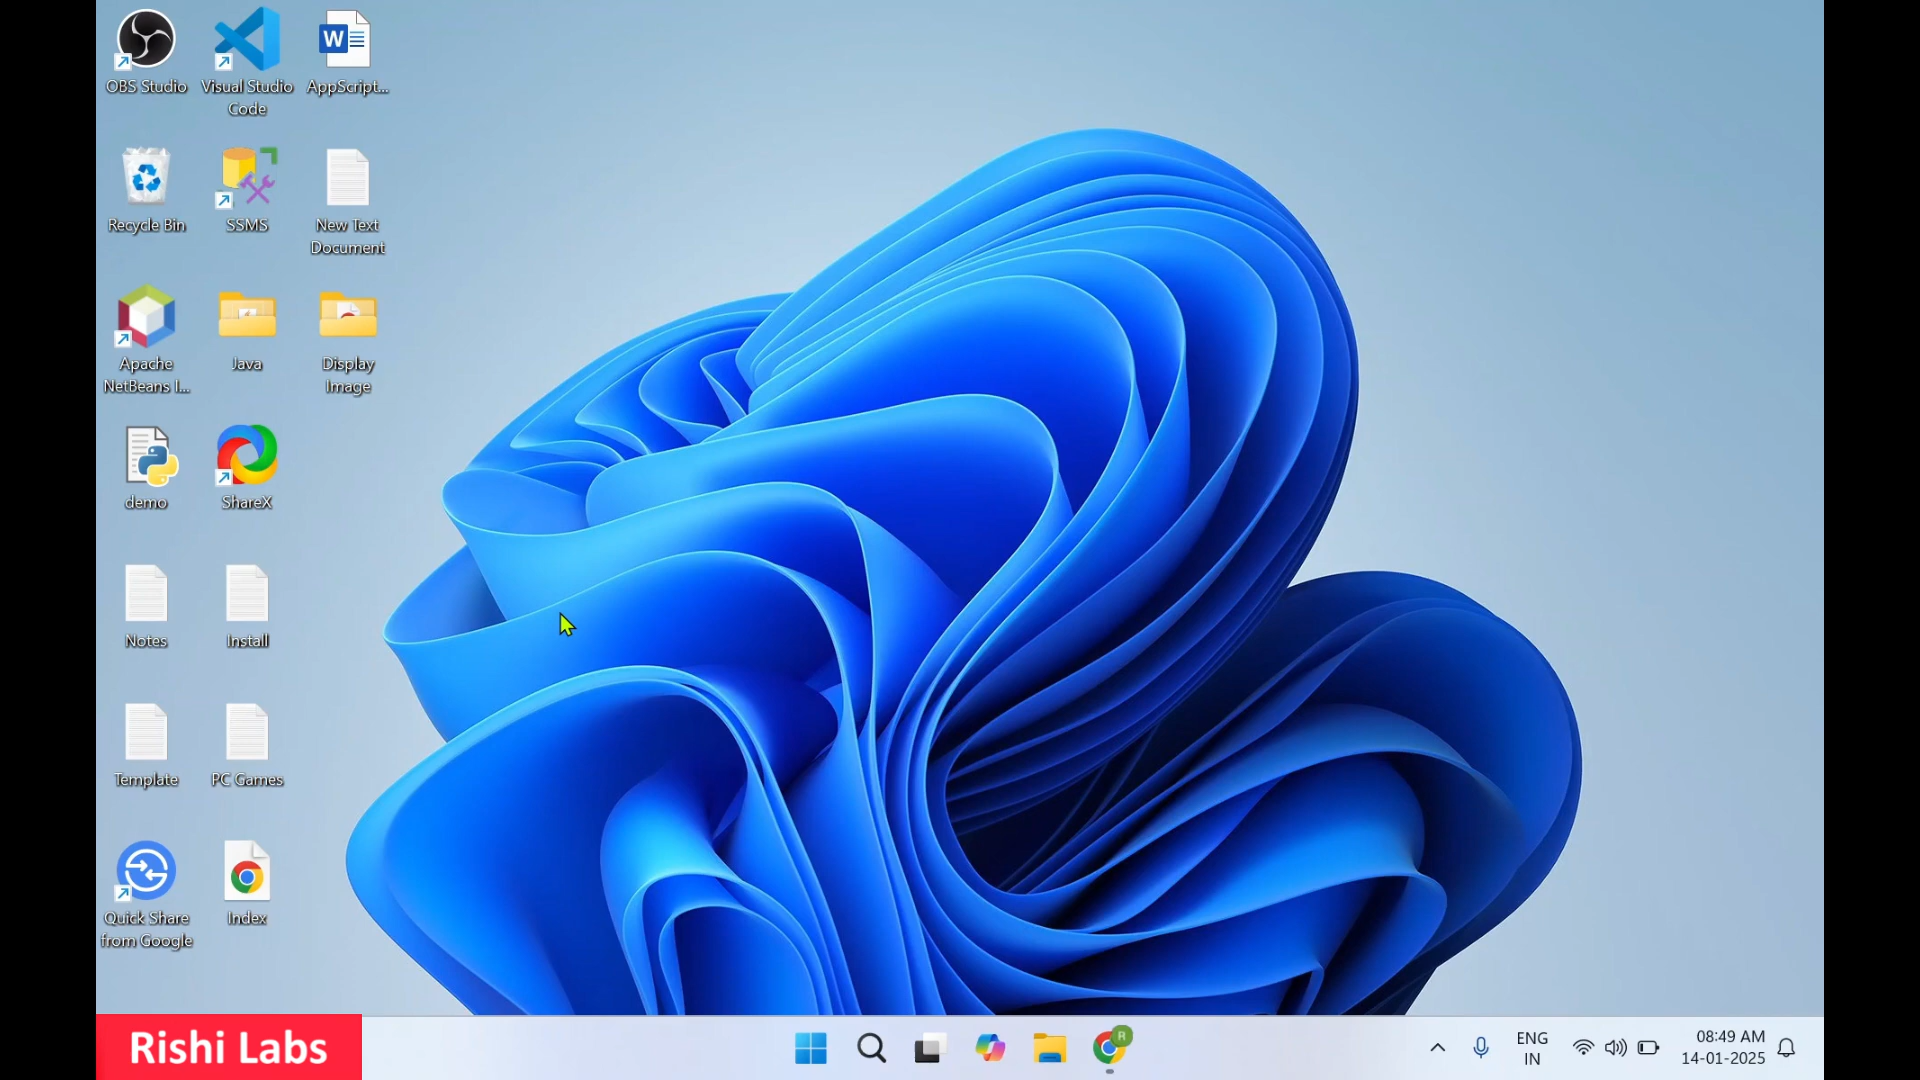 OBS Studio
Visual Studio
Code
AppScript...
Recycle Bin
SSMS
New Text
Document
Apache
NetBeans I...
Java
Display
Image
demo
ShareX
Notes
Install
Template
PC Games
Quick Share
from Google
Index
Rishi Labs
R
ENG
IN
08:49 AM
14-01-2025